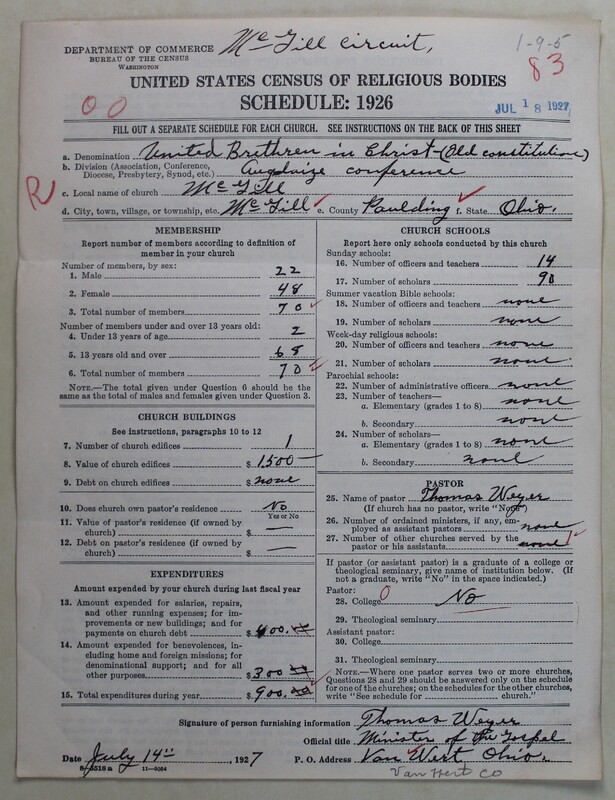 McGill Circuit,
1-9-5
83
DEPARTMENT OF COMMERCE
BUREAU OF THE CENSUS
WASHINGTON
UNITED STATES CENSUS OF RELIGIOUS BODIES
SCHEDULE: 1926
00
JUL 18 1927
FILL OUT A SEPARATE SCHEDULE FOR EACH CHURCH. SEE INSTRUCTIONS ON THE BACK OF THIS SHEET
a. Denomination United Brethren in Christ-(Old constitution)
b. Division (Association, Conference, Diocese, Presbytery, Synod, etc.) Auglaize conference
R
c. Local name of church McGill
d. City, town, village, or township, etc. McGill e. County Paulding f. State Ohio.
MEMBERSHIP
Report number of members according to definition of
member in your church
Number of members, by sex:
1. Male 22
2. Female 48
3. Total number of members 70
Number of members under and over 13 years old:
4. Under 13 years of age 2
5. 13 years old and over 68
6. Total number of members 70
NOTE.—The total given under Question 6 should be the
same as the total of males and females given under Question 3.
CHURCH BUILDINGS
See instructions, paragraphs 10 to 12
7. Number of church edifices 1
8. Value of church edifices $ 1500
9. Debt on church edifices $ none
10. Does church own pastor's residence No
Yes or No
11. Value of pastor's residence (if owned by
church) $ —
12. Debt on pastor's residence (if owned by
church) $ —
EXPENDITURES
Amount expended by your church during last fiscal year
13. Amount expended for salaries, repairs,
and other running expenses; for im-
provements or new buildings; and for
payments on church debt $
14. Amount expended for benevolences, in-
cluding home and foreign missions; for
denominational support; and for all
other purposes $ 300.
15. Total expenditures during year $ 900.
CHURCH SCHOOLS
Report here only schools conducted by this church
Sunday schools:
16. Number of officers and teachers 14
17. Number of scholars 90
Summer vacation Bible schools:
18. Number of officers and teachers none
19. Number of scholars none
Week-day religious schools:
20. Number of officers and teachers none
21. Number of scholars none
Parochial schools:
22. Number of administrative officers none
23. Number of teachers—
a. Elementary (grades 1 to 8) none
b. Secondary none
24. Number of scholars—
a. Elementary (grades 1 to 8) none
b. Secondary none
PASTOR
25. Name of pastor Thomas Weyer
(If church has no pastor, write "None")
26. Number of ordained ministers, if any, em-
ployed as assistant pastors none
27. Number of other churches served by the
pastor or his assistants none 1
If pastor (or assistant pastor) is a graduate of a college or
theological seminary, give name of institution below. (If
not a graduate, write "No" in the space indicated.)
Pastor:
28. College 0 No
29. Theological seminary
Assistant pastor:
30. College
31. Theological seminary
NOTE.—Where one pastor serves two or more churches,
Questions 28 and 29 should be answered only on the schedule
for one of the churches; on the schedules for the other churches,
write "See schedule for church."
Signature of person furnishing information Thomas Weyer
Official title Minister of the Gospel
Date July 14", 1927 P. O. Address Van Wert Ohio.
8-5518a 11-9084
Van Wert Co